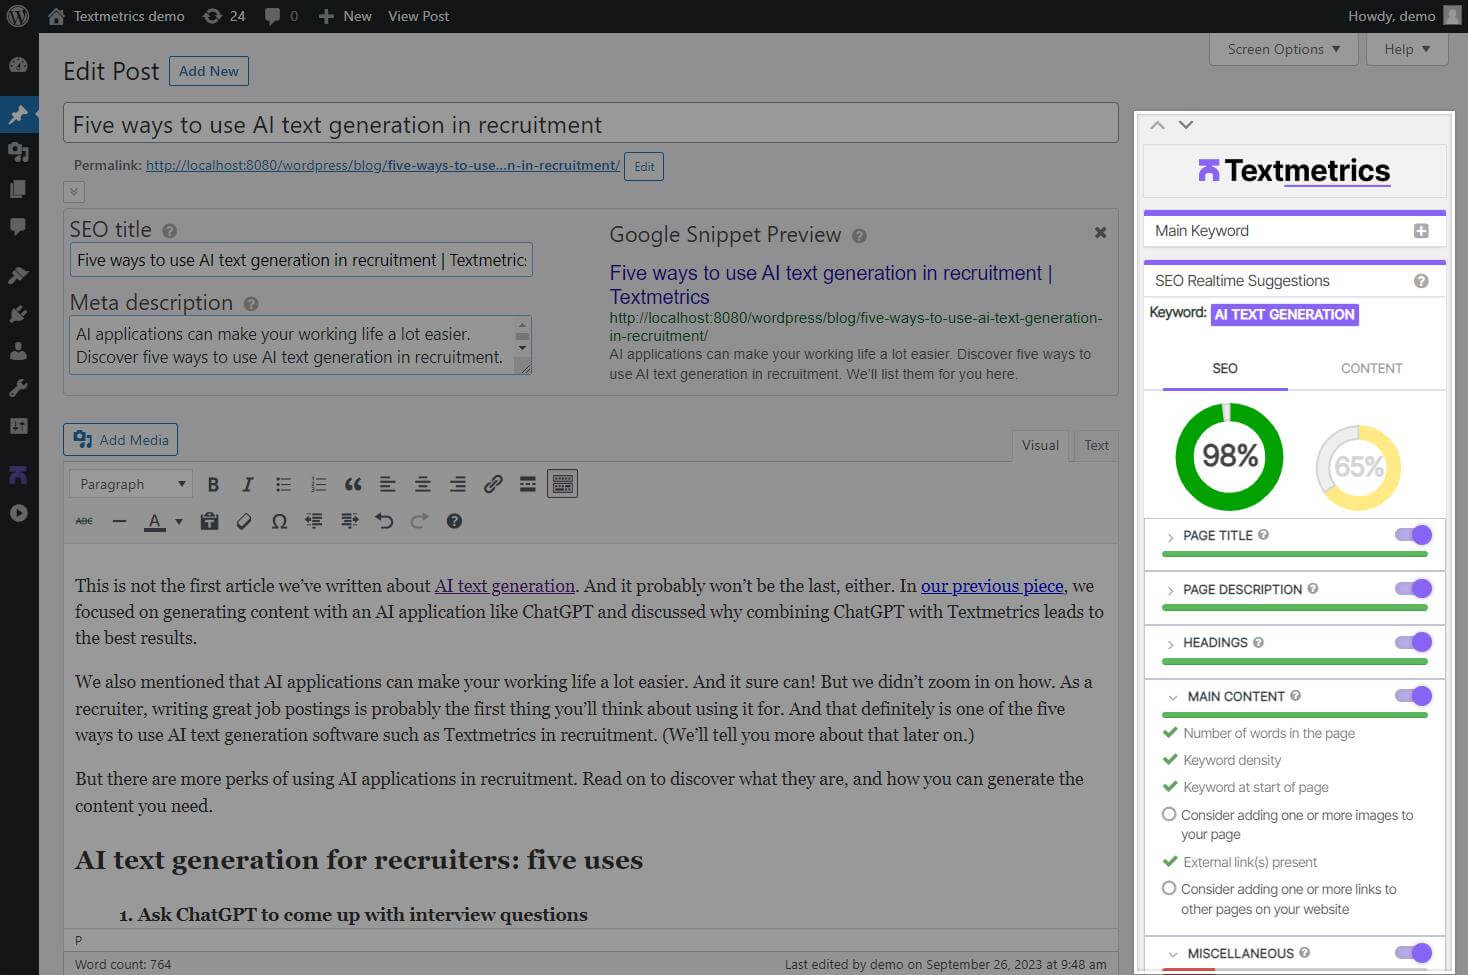 Textmetrics demo 24 0 New View Post Howdy, demo
Screen Options Help
Edit Post Add New
Five ways to use AI text generation in recruitment
Permalink: http://localhost:8080/wordpress/blog/five-ways-to-use...n-in-recruitment/ Edit
SEO title
Five ways to use AI text generation in recruitment | Textmetrics
Meta description
AI applications can make your working life a lot easier.
Discover five ways to use AI text generation in recruitment.
Google Snippet Preview
Five ways to use AI text generation in recruitment |
Textmetrics
http://localhost:8080/wordpress/blog/five-ways-to-use-ai-text-generation-
in-recruitment/
AI applications can make your working life a lot easier. Discover five ways to
use AI text generation in recruitment. We'll list them for you here.
Add Media
Visual Text
Paragraph
B I
ABC A Ω
This is not the first article we've written about AI text generation. And it probably won't be the last, either. In our previous piece, we
focused on generating content with an AI application like ChatGPT and discussed why combining ChatGPT with Textmetrics leads to
the best results.
We also mentioned that AI applications can make your working life a lot easier. And it sure can! But we didn't zoom in on how. As a
recruiter, writing great job postings is probably the first thing you'll think about using it for. And that definitely is one of the five
ways to use AI text generation software such as Textmetrics in recruitment. (We'll tell you more about that later on.)
But there are more perks of using AI applications in recruitment. Read on to discover what they are, and how you can generate the
content you need.
AI text generation for recruiters: five uses
1. Ask ChatGPT to come up with interview questions
P
Word count: 764
Last edited by demo on September 26, 2023 at 9:48 am
Textmetrics
Main Keyword
SEO Realtime Suggestions
Keyword: AI TEXT GENERATION
SEO CONTENT
98% 65%
PAGE TITLE
PAGE DESCRIPTION
HEADINGS
MAIN CONTENT
Number of words in the page
Keyword density
Keyword at start of page
Consider adding one or more images to
your page
External link(s) present
Consider adding one or more links to
other pages on your website
MISCELLANEOUS